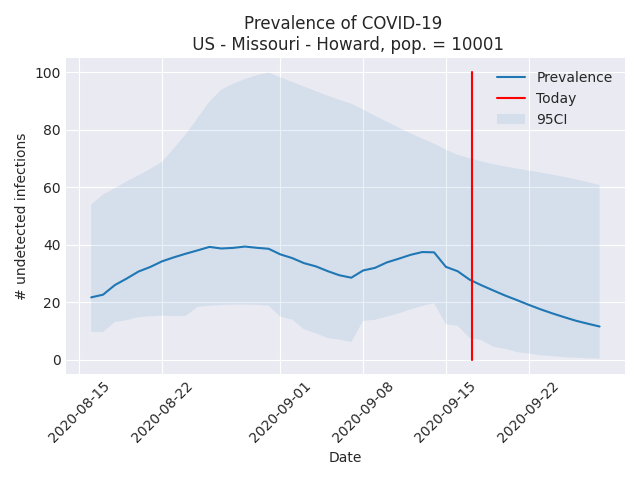 Prevalence of COVID-19
US - Missouri - Howard, pop. = 10001
100
80
60
40
20
0
# undetected infections
Prevalence
Today
95CI
2020-08-15
2020-08-22
2020-09-01
2020-09-08
2020-09-15
2020-09-22
Date